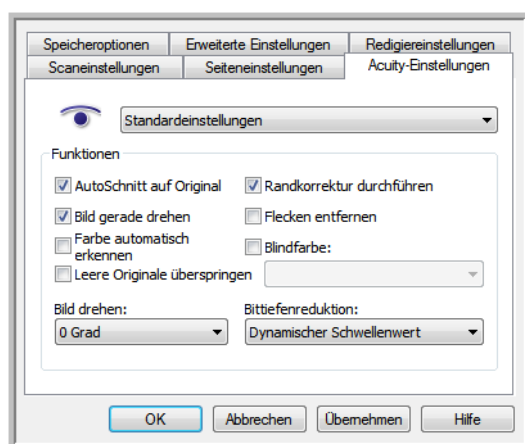 Speicheroptionen Erweiterte Einstellungen Redigiereinstellungen
Scaneinstellungen Seiteneinstellungen Acuity-Einstellungen
Standardeinstellungen
Funktionen
AutoSchnitt auf Original Randkorrektur durchführen
Bild gerade drehen Flecken entfernen
Farbe automatisch
erkennen
Blindfarbe:
Leere Originale überspringen
Bild drehen: Bittiefenreduktion:
0 Grad Dynamischer Schwellenwert
OK Abbrechen Übernehmen Hilfe